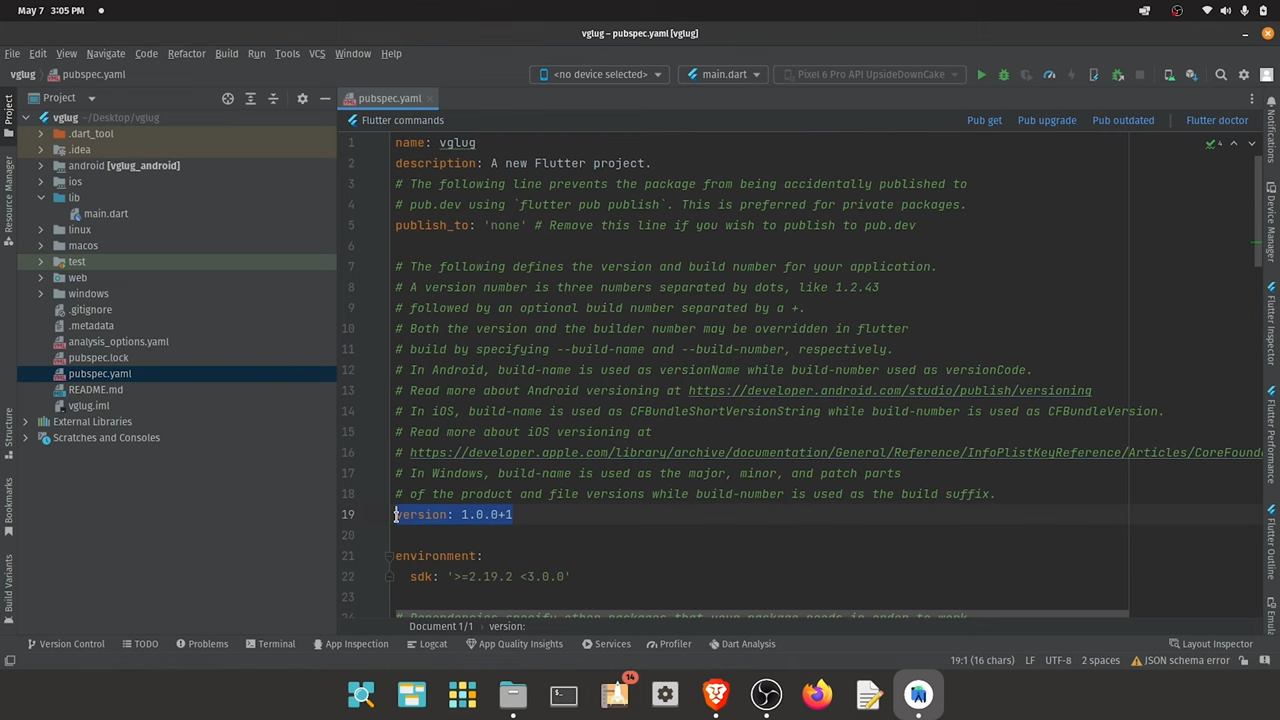 May 7 3:05 PM
vglug – pubspec.yaml [vglug]
File Edit View Navigate Code Refactor Build Run Tools VCS Window Help
vglug pubspec.yaml <no device selected> main.dart Pixel 6 Pro API UpsideDownCake
Project
pubspec.yaml
Flutter commands Pub get Pub upgrade Pub outdated Flutter doctor
vglug ~/Desktop/vglug
.dart_tool
.idea
android [vglug_android]
ios
lib
main.dart
linux
macos
test
web
windows
.gitignore
.metadata
analysis_options.yaml
pubspec.lock
pubspec.yaml
README.md
vglug.iml
External Libraries
Scratches and Consoles
Project
Resource Manager
Structure
Bookmarks
Build Variants
1 name: vglug
2 description: A new Flutter project.
3 # The following line prevents the package from being accidentally published to
4 # pub.dev using `flutter pub publish`. This is preferred for private packages.
5 publish_to: 'none' # Remove this line if you wish to publish to pub.dev
6
7 # The following defines the version and build number for your application.
8 # A version number is three numbers separated by dots, like 1.2.43
9 # followed by an optional build number separated by a +.
10 # Both the version and the builder number may be overridden in flutter
11 # build by specifying --build-name and --build-number, respectively.
12 # In Android, build-name is used as versionName while build-number used as versionCode.
13 # Read more about Android versioning at https://developer.android.com/studio/publish/versioning
14 # In iOS, build-name is used as CFBundleShortVersionString while build-number is used as CFBundleVersion.
15 # Read more about iOS versioning at
16 # https://developer.apple.com/library/archive/documentation/General/Reference/InfoPlistKeyReference/Articles/CoreFound
17 # In Windows, build-name is used as the major, minor, and patch parts
18 # of the product and file versions while build-number is used as the build suffix.
19 version: 1.0.0+1
20
21 environment:
22 sdk: '>=2.19.2 <3.0.0'
23
24 # Dependencies specify other packages that your package needs in order to work.
4
Notifications
Device Manager
Flutter Inspector
Flutter Performance
Flutter Outline
Emula
Document 1/1 version:
Version Control TODO Problems Terminal App Inspection Logcat App Quality Insights Services Profiler Dart Analysis Layout Inspector
19:1 (16 chars) LF UTF-8 2 spaces JSON schema error
14